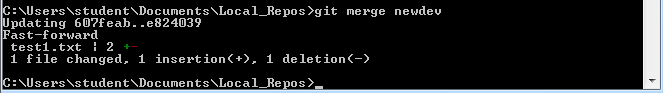 C:\Users\student\Documents\Local_Repos>git merge newdev
Updating 607feab..e824039
Fast-forward
 test1.txt | 2 +-
 1 file changed, 1 insertion(+), 1 deletion(-)
C:\Users\student\Documents\Local_Repos>_